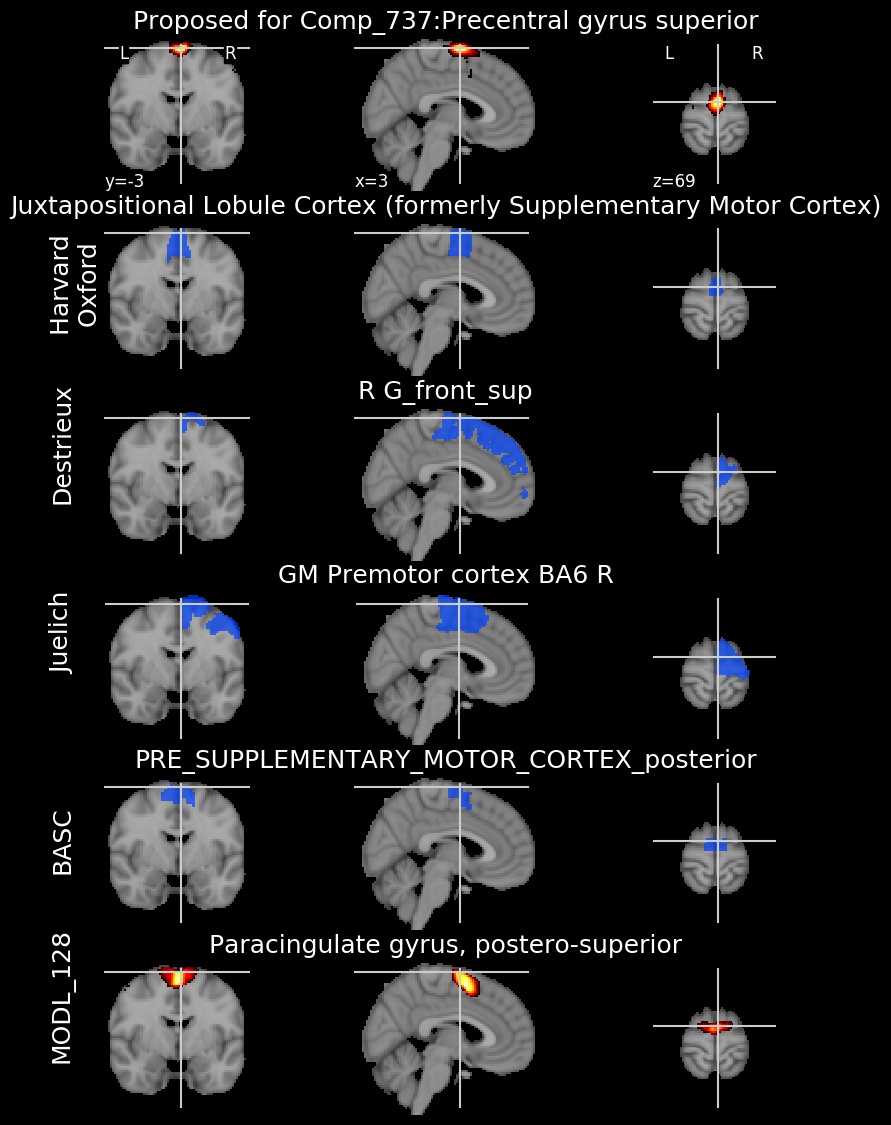 Proposed for Comp_737:Precentral gyrus superior
L R
L R
y=-3
x=3
z=69
Juxtapositional Lobule Cortex (formerly Supplementary Motor Cortex)
Harvard
Oxford
R G_front_sup
Destrieux
GM Premotor cortex BA6 R
Juelich
PRE_SUPPLEMENTARY_MOTOR_CORTEX_posterior
BASC
Paracingulate gyrus, postero-superior
MODL_128